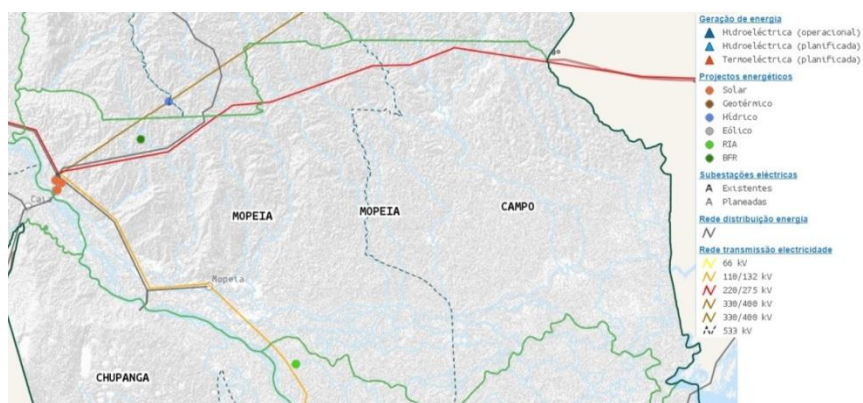 Geração de energia
Hidroeléctrica (operacional)
Hidroeléctrica (planificada)
Termoeléctrica (planificada)
Projectos energéticos
Solar
Geotérmico
Hídrico
Eólico
RIA
BFR
Subestações eléctricas
A Existentes
A Planeadas
Rede distribuição energia
Rede transmissão electricidade
66 kV
110/132 kV
220/275 kV
330/400 kV
330/400 kV
533 kV
Caia
MOPEIA
MOPEIA
CAMPO
Mopeia
CHUPANGA